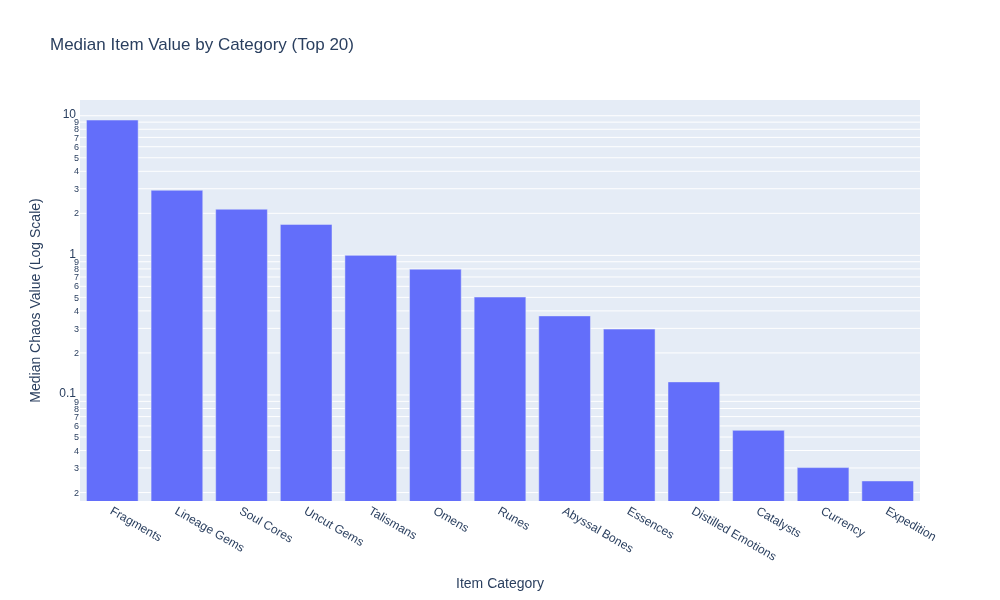 Median Item Value by Category (Top 20)
Median Chaos Value (Log Scale)
10
9
8
7
6
5
4
3
2
1
9
8
7
6
5
4
3
2
0.1
9
8
7
6
5
4
3
2
Fragments
Lineage Gems
Soul Cores
Uncut Gems
Talismans
Omens
Runes
Abyssal Bones
Essences
Distilled Emotions
Catalysts
Currency
Expedition
Item Category